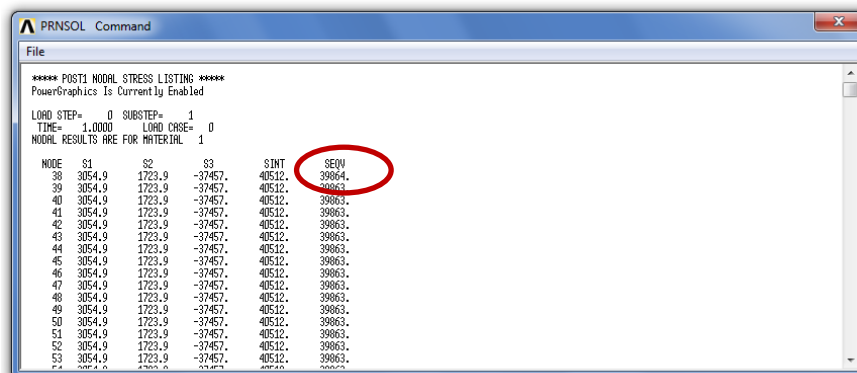 PRNSOL Command
File
***** POST1 NODAL STRESS LISTING *****
PowerGraphics Is Currently Enabled
LOAD STEP= 0 SUBSTEP= 1
TIME= 1.0000 LOAD CASE= 0
NODAL RESULTS ARE FOR MATERIAL 1
NODE S1 S2 S3 SINT SEQV
38 3054.9 1723.9 -37457. 40512. 39864.
39 3054.9 1723.9 -37457. 40512. 39863.
40 3054.9 1723.9 -37457. 40512. 39863.
41 3054.9 1723.9 -37457. 40512. 39863.
42 3054.9 1723.9 -37457. 40512. 39863.
43 3054.9 1723.9 -37457. 40512. 39863.
44 3054.9 1723.9 -37457. 40512. 39863.
45 3054.9 1723.9 -37457. 40512. 39863.
46 3054.9 1723.9 -37457. 40512. 39863.
47 3054.9 1723.9 -37457. 40512. 39863.
48 3054.9 1723.9 -37457. 40512. 39863.
49 3054.9 1723.9 -37457. 40512. 39863.
50 3054.9 1723.9 -37457. 40512. 39863.
51 3054.9 1723.9 -37457. 40512. 39863.
52 3054.9 1723.9 -37457. 40512. 39863.
53 3054.9 1723.9 -37457. 40512. 39863.